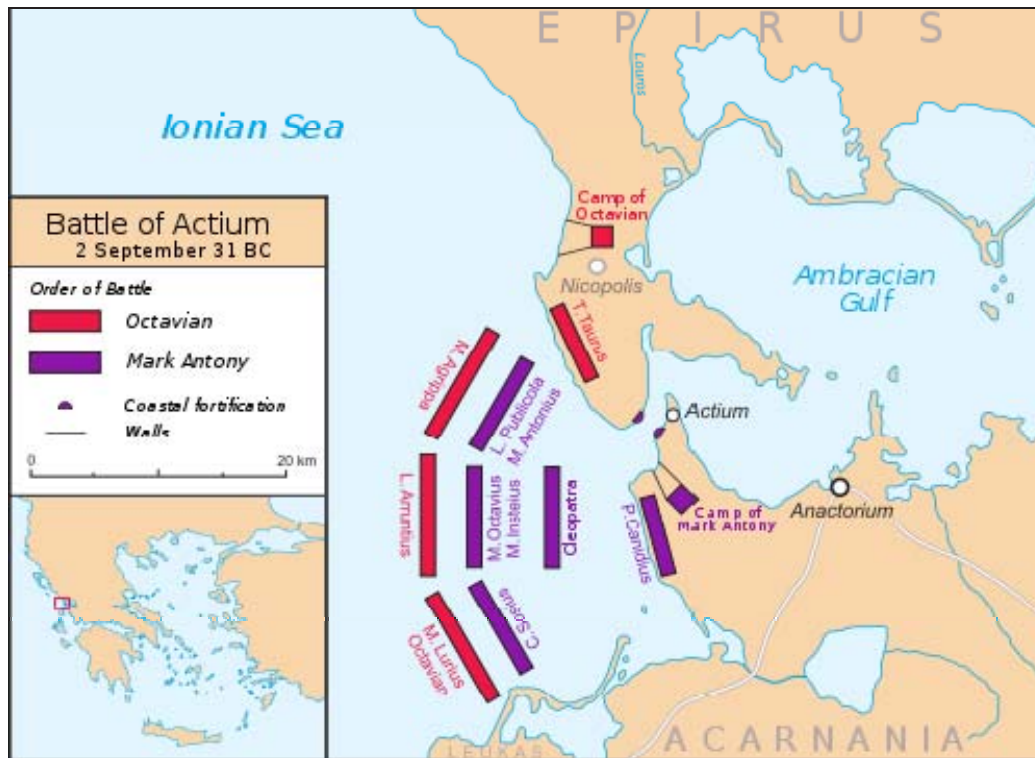 EPIRUS
Louros
Ionian Sea
Camp of
Octavian
Nicopolis
Ambracian
Gulf
Battle of Actium
2 September 31 BC
Order of Battle
Octavian
Mark Antony
Coastal fortification
Walls
0 20 km
T. Taurus
M. Agrippa
L. Publicola
M. Antonius
Actium
L. Arruntius
M. Octavius
M. Insteius
Cleopatra
P. Canidius
Camp of
Mark Antony
Anactorium
C. Sosius
M. Lurius
Octavian
LEUKAS
ACARNANIA